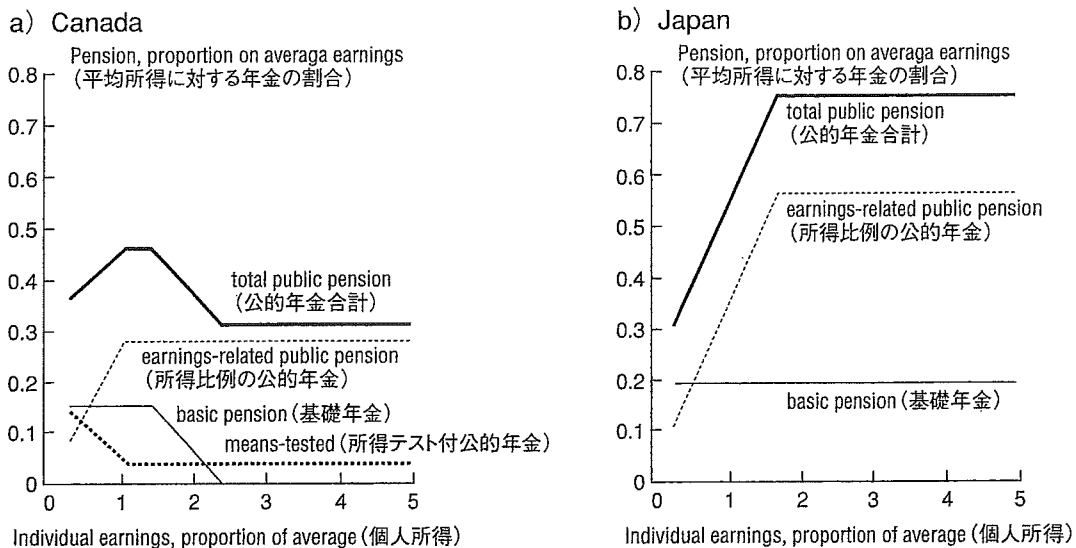 a) Canada
Pension, proportion on averaga earnings
(平均所得に対する年金の割合)
0.8
0.7
0.6
0.5
0.4
0.3
0.2
0.1
0
total public pension
(公的年金合計)
earnings-related public pension
(所得比例の公的年金)
basic pension(基礎年金)
means-tested(所得テスト付公的年金)
0 1 2 3 4 5
Individual earnings, proportion of average(個人所得)
b) Japan
Pension, proportion on averaga earnings
(平均所得に対する年金の割合)
0.8
0.7
0.6
0.5
0.4
0.3
0.2
0.1
0
total public pension
(公的年金合計)
earnings-related public pension
(所得比例の公的年金)
basic pension(基礎年金)
0 1 2 3 4 5
Individual earnings, proportion of average(個人所得)